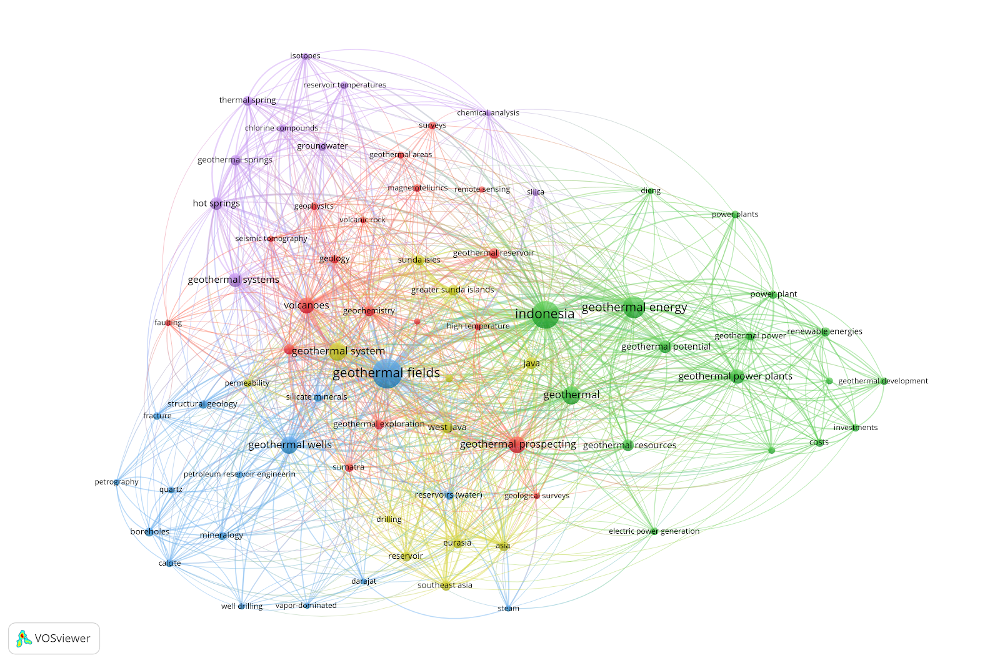 isotopes
reservoir temperatures
thermal spring
chemical analysis
surveys
chlorine compounds
groundwater
geothermal areas
geothermal springs
magnetotellurics
remote sensing
silica
dieng
hot springs
geophysics
power plants
volcanic rock
seismic tomography
geothermal reservoir
geology
sunda isles
geothermal systems
greater sunda islands
power plant
volcanoes
geochemistry
indonesia
geothermal energy
faulting
high temperature
renewable energies
geothermal power
geothermal potential
geothermal system
java
geothermal fields
geothermal power plants
geothermal development
permeability
silicate minerals
geothermal
structural geology
fracture
geothermal exploration
west java
investments
geothermal wells
geothermal prospecting
geothermal resources
costs
sumatra
petroleum reservoir engineerin
petrography
quartz
reservoirs (water)
geological surveys
drilling
boreholes
mineralogy
electric power generation
eurasia
asia
reservoir
calcite
darajat
southeast asia
well drilling
vapor-dominated
steam
VOSviewer